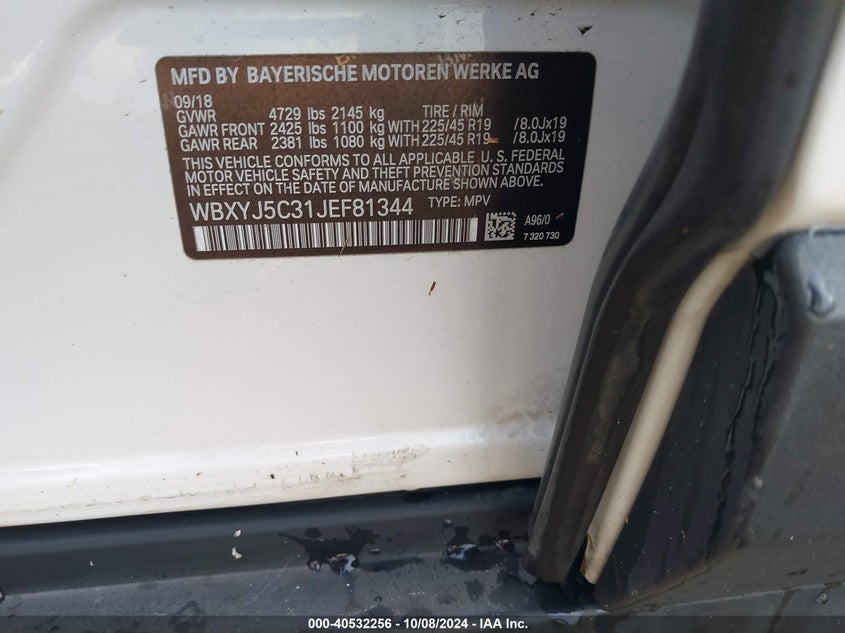 MFD BY BAYERISCHE MOTOREN WERKE AG
09/18
GVWR 4729 lbs 2145 kg TIRE / RIM
GAWR FRONT 2425 lbs 1100 kg WITH 225/45 R19 /8.0Jx19
GAWR REAR 2381 lbs 1080 kg WITH 225/45 R19 /8.0Jx19
THIS VEHICLE CONFORMS TO ALL APPLICABLE U. S. FEDERAL
MOTOR VEHICLE SAFETY AND THEFT PREVENTION STANDARDS
IN EFFECT ON THE DATE OF MANUFACTURE SHOWN ABOVE.
WBXYJ5C31JEF81344 TYPE: MPV
A96/0
7 320 730
000-40532256 - 10/08/2024 - IAA Inc.